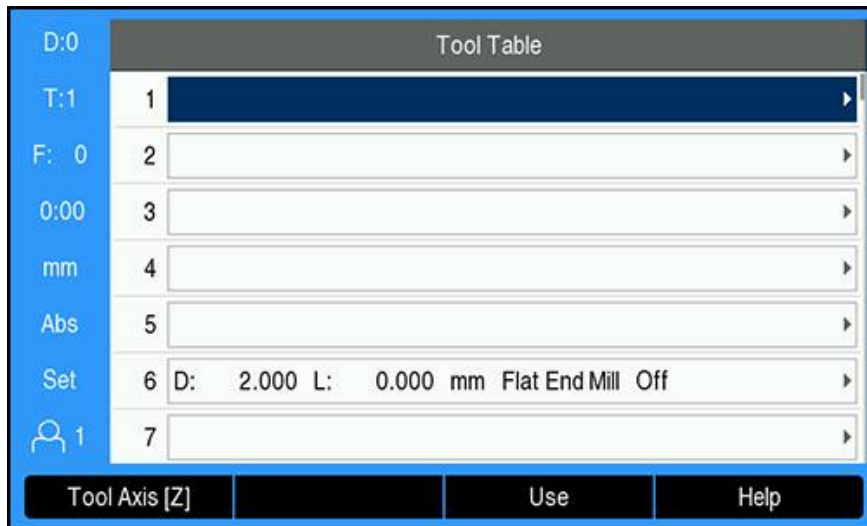 D:0
Tool Table
T:1
1
F: 0
2
0:00
3
mm
4
Abs
5
Set
6 D: 2.000 L: 0.000 mm Flat End Mill Off
1
7
Tool Axis [Z] Use Help